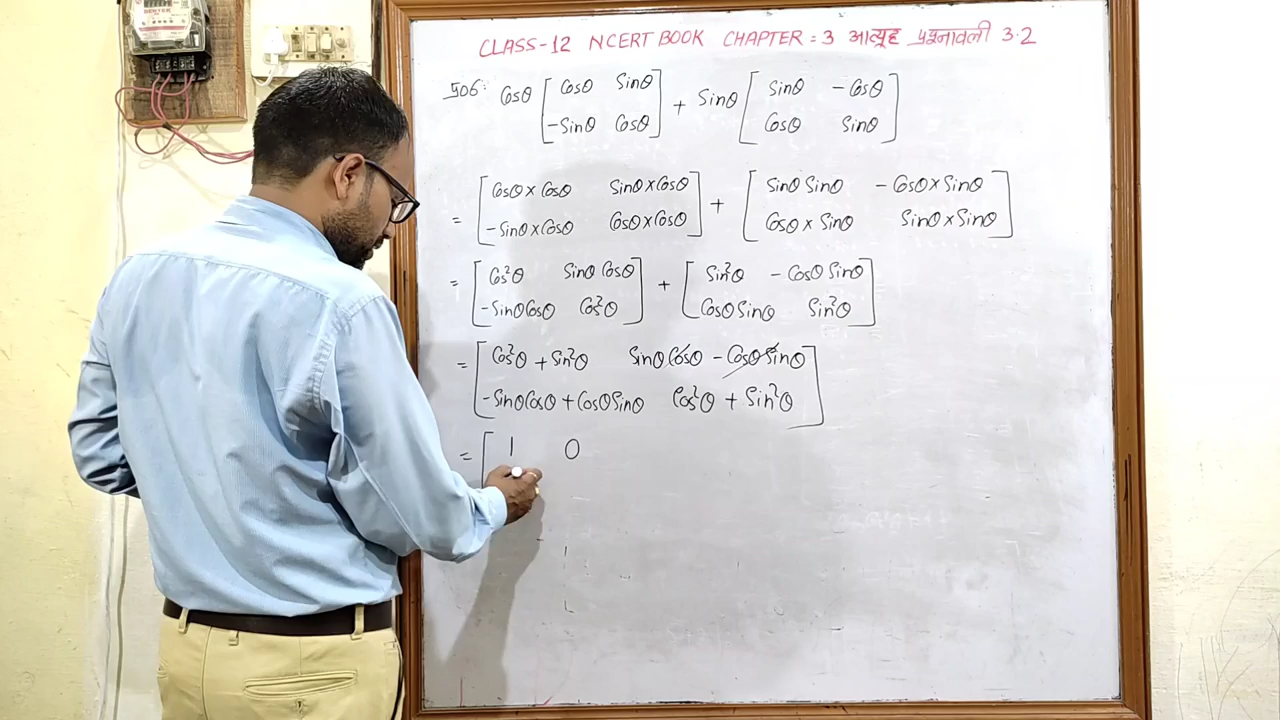 CLASS-12 NCERT BOOK CHAPTER = 3 आव्यूह प्रश्नावली 3.2
प्र06: Cosθ [ Cosθ Sinθ ] + Sinθ [ Sinθ -Cosθ ]
[ -Sinθ Cosθ ] [ Cosθ Sinθ ]
= [ Cosθ×Cosθ Sinθ×Cosθ ] + [ Sinθ Sinθ -Cosθ×Sinθ ]
[ -Sinθ×Cosθ Cosθ×Cosθ ] [ Cosθ×Sinθ Sinθ×Sinθ ]
= [ Cos²θ Sinθ Cosθ ] + [ Sin²θ -Cosθ Sinθ ]
[ -Sinθ Cosθ Cos²θ ] [ Cosθ Sinθ Sin²θ ]
= [ Cos²θ + Sin²θ Sinθ Cosθ - Cosθ Sinθ ]
[ -Sinθ Cosθ + Cosθ Sinθ Cos²θ + Sin²θ ]
= [ 1 0